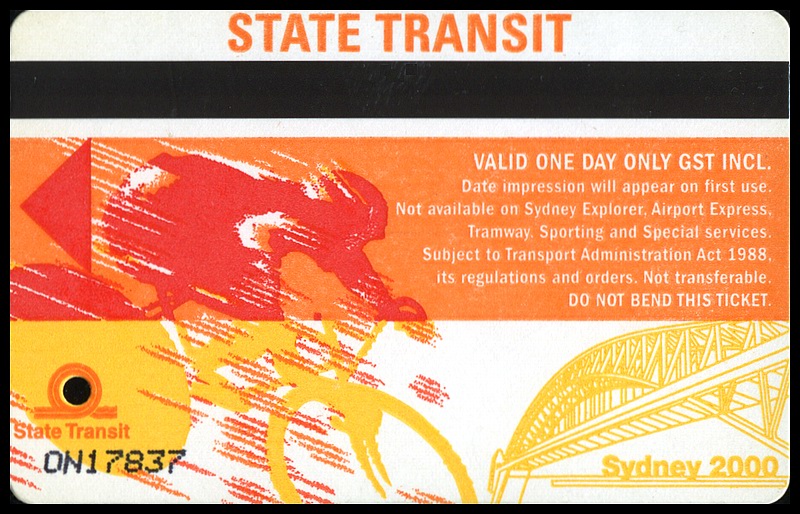 STATE TRANSIT
VALID ONE DAY ONLY GST INCL.
Date impression will appear on first use.
Not available on Sydney Explorer, Airport Express,
Tramway, Sporting and Special services.
Subject to Transport Administration Act 1988,
its regulations and orders. Not transferable.
DO NOT BEND THIS TICKET.
State Transit
ON17837
Sydney 2000